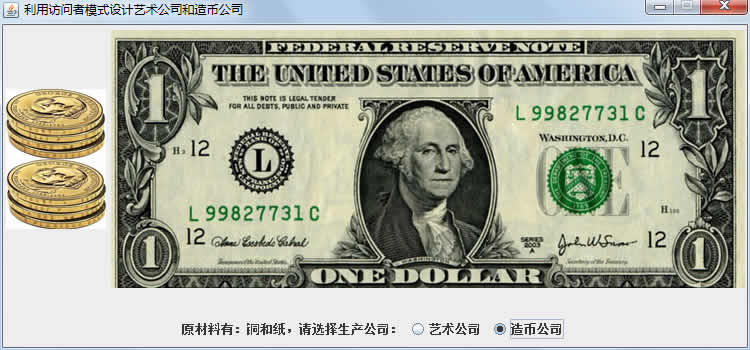 利用访问者模式设计艺术公司和造币公司
FEDERAL RESERVE NOTE
THE UNITED STATES OF AMERICA
THIS NOTE IS LEGAL TENDER
FOR ALL DEBTS, PUBLIC AND PRIVATE
L 99827731 C
WASHINGTON, D.C.
H 3 12
12
L
ONE
L 99827731 C
H 100
12
SERIES
2003
A
12
WASHINGTON
1
1
1
1
ONE DOLLAR
原材料有：铜和纸，请选择生产公司： 艺术公司 造币公司